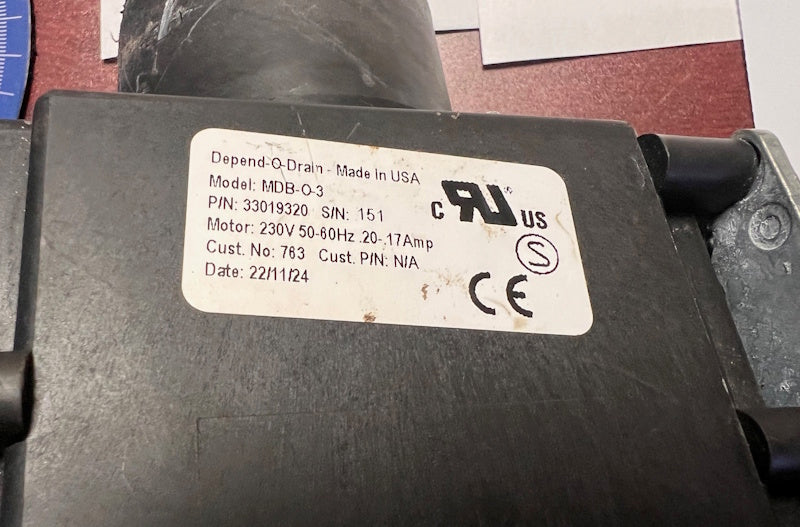 Depend-O-Drain - Made In USA
Model: MDB-O-3
P/N: 33019320 S/N: 151
Motor: 230V 50-60Hz .20-.17Amp
Cust. No: 763 Cust. P/N: N/A
Date: 22/11/24
C RU® US
S
CE